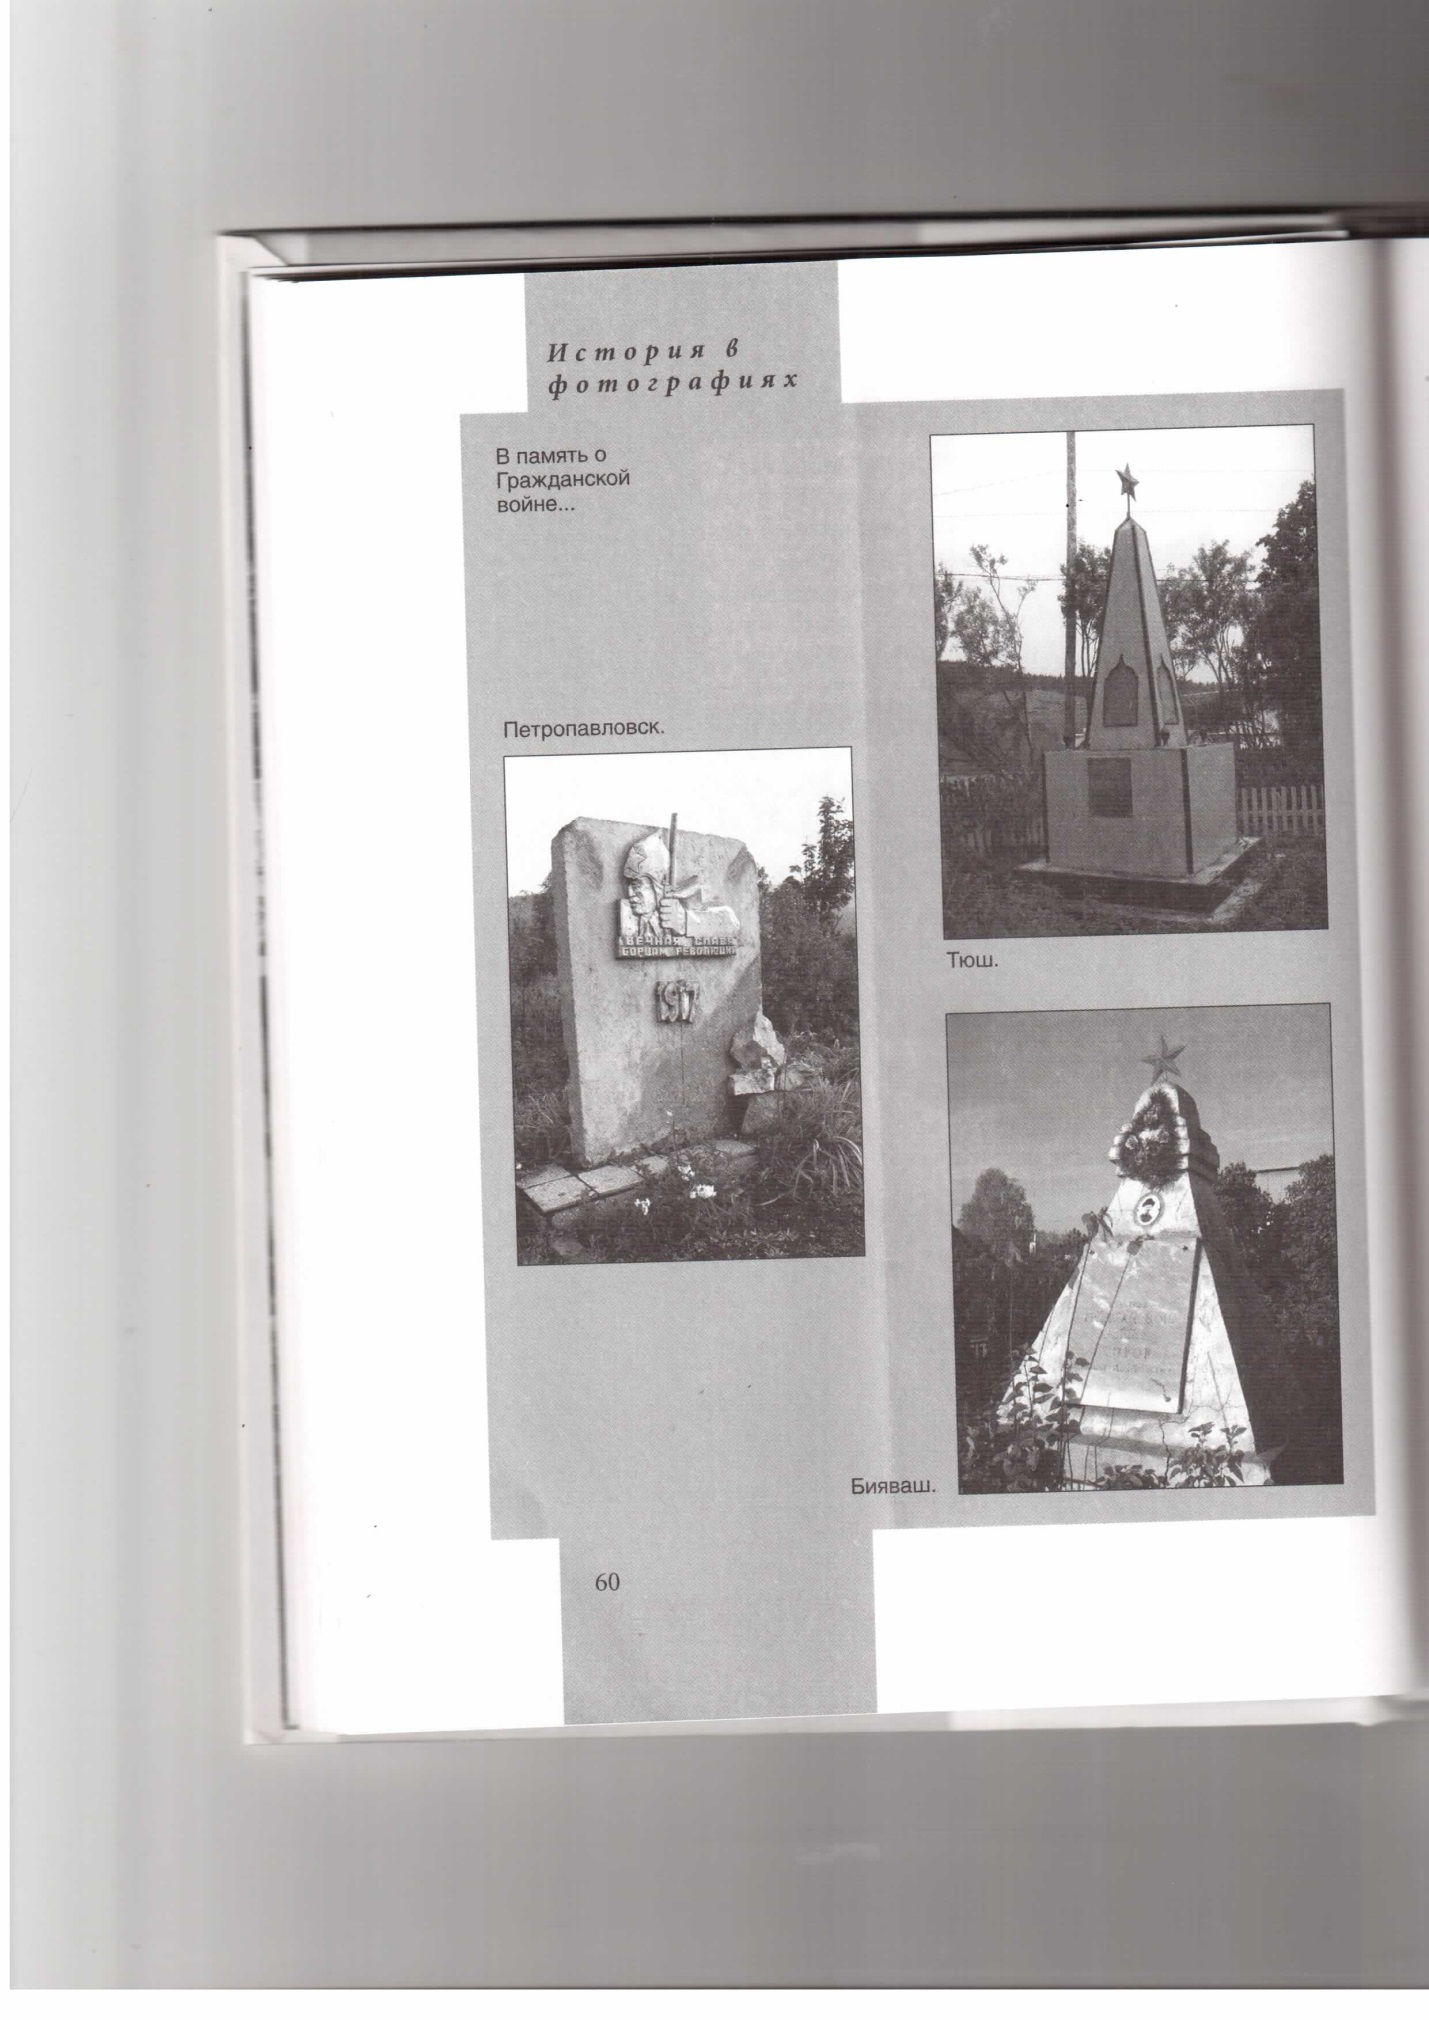 История в
фотографиях
В память о
Гражданской
войне...
Петропавловск.
ВЕЧНАЯ СЛАВА
БОРЦАМ РЕВОЛЮЦИИ
1917
Тюш.
Бияваш.
60